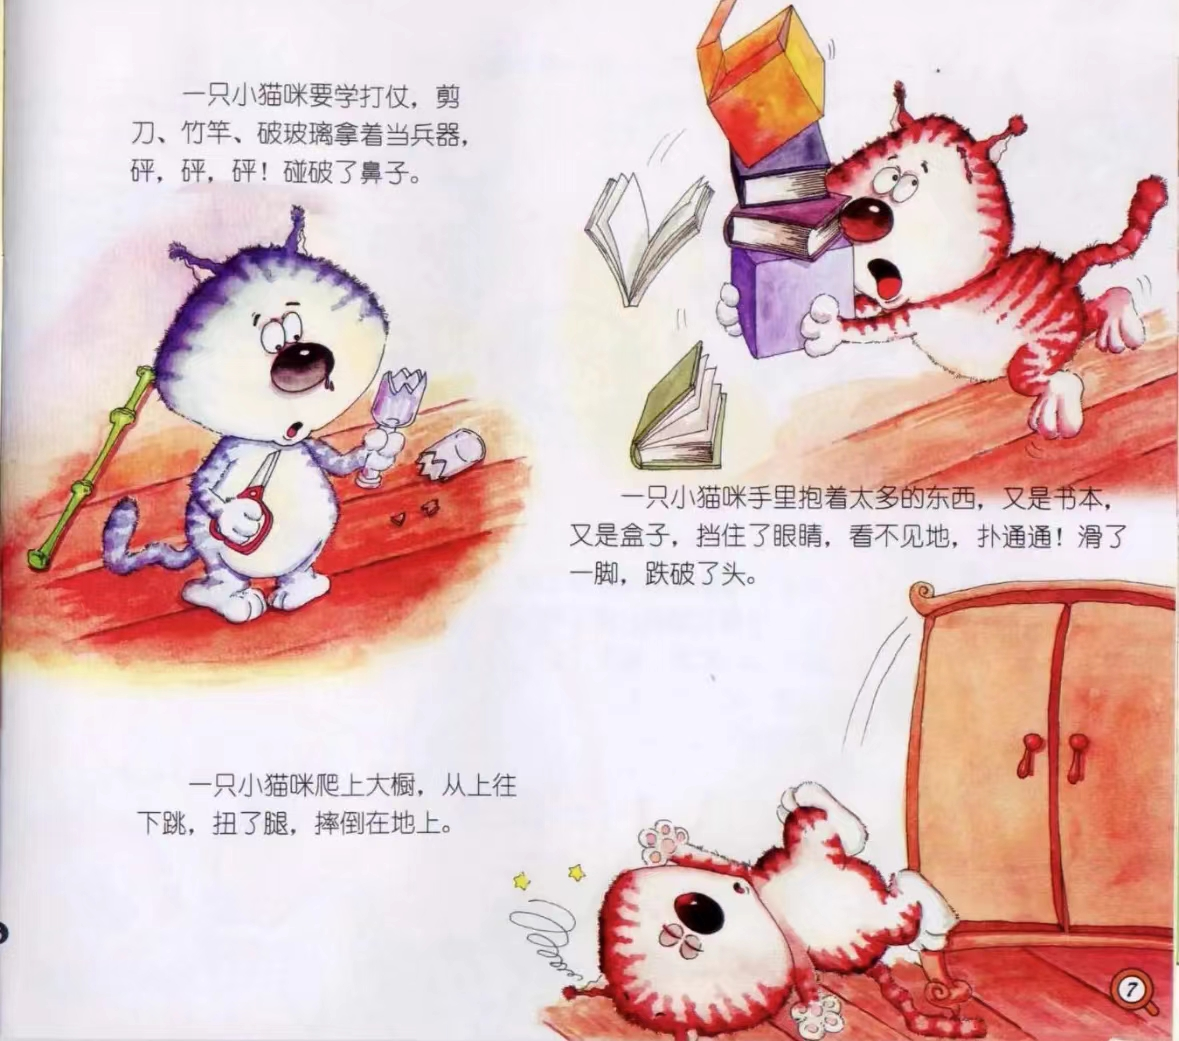 一只小猫咪要学打仗，剪
刀、竹竿、破玻璃拿着当兵器，
砰，砰，砰！碰破了鼻子。
一只小猫咪手里抱着太多的东西，又是书本，
又是盒子，挡住了眼睛，看不见地，扑通通！滑了
一脚，跌破了头。
一只小猫咪爬上大橱，从上往
下跳，扭了腿，摔倒在地上。
7